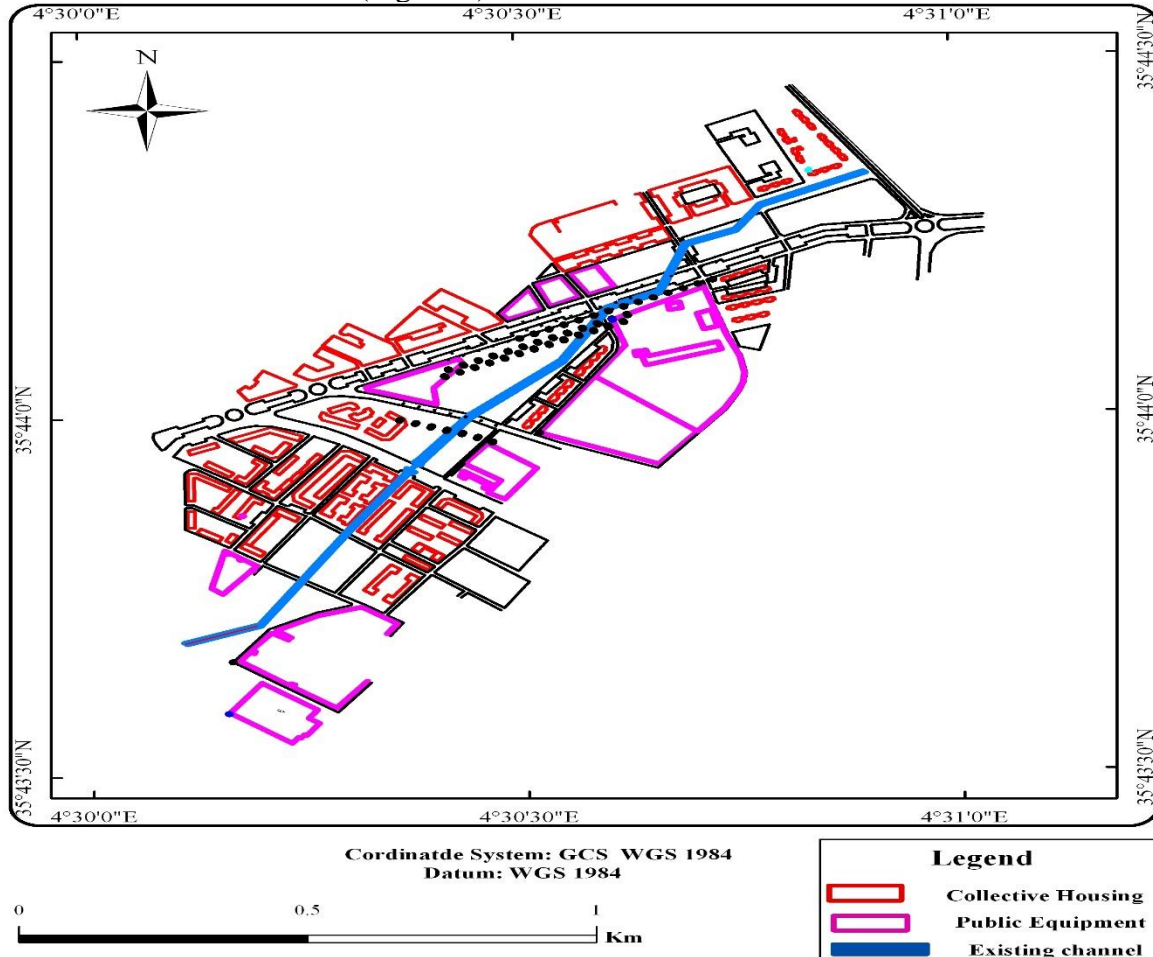 4°30'0"E 4°30'30"E 4°31'0"E
N
35°44'30"N
35°44'0"N 35°44'0"N
35°43'30"N 35°43'30"N
4°30'0"E 4°30'30"E 4°31'0"E
Cordinatde System: GCS WGS 1984
Datum: WGS 1984
0 0.5 1
Km
Legend
Collective Housing
Public Equipment
Existing channel